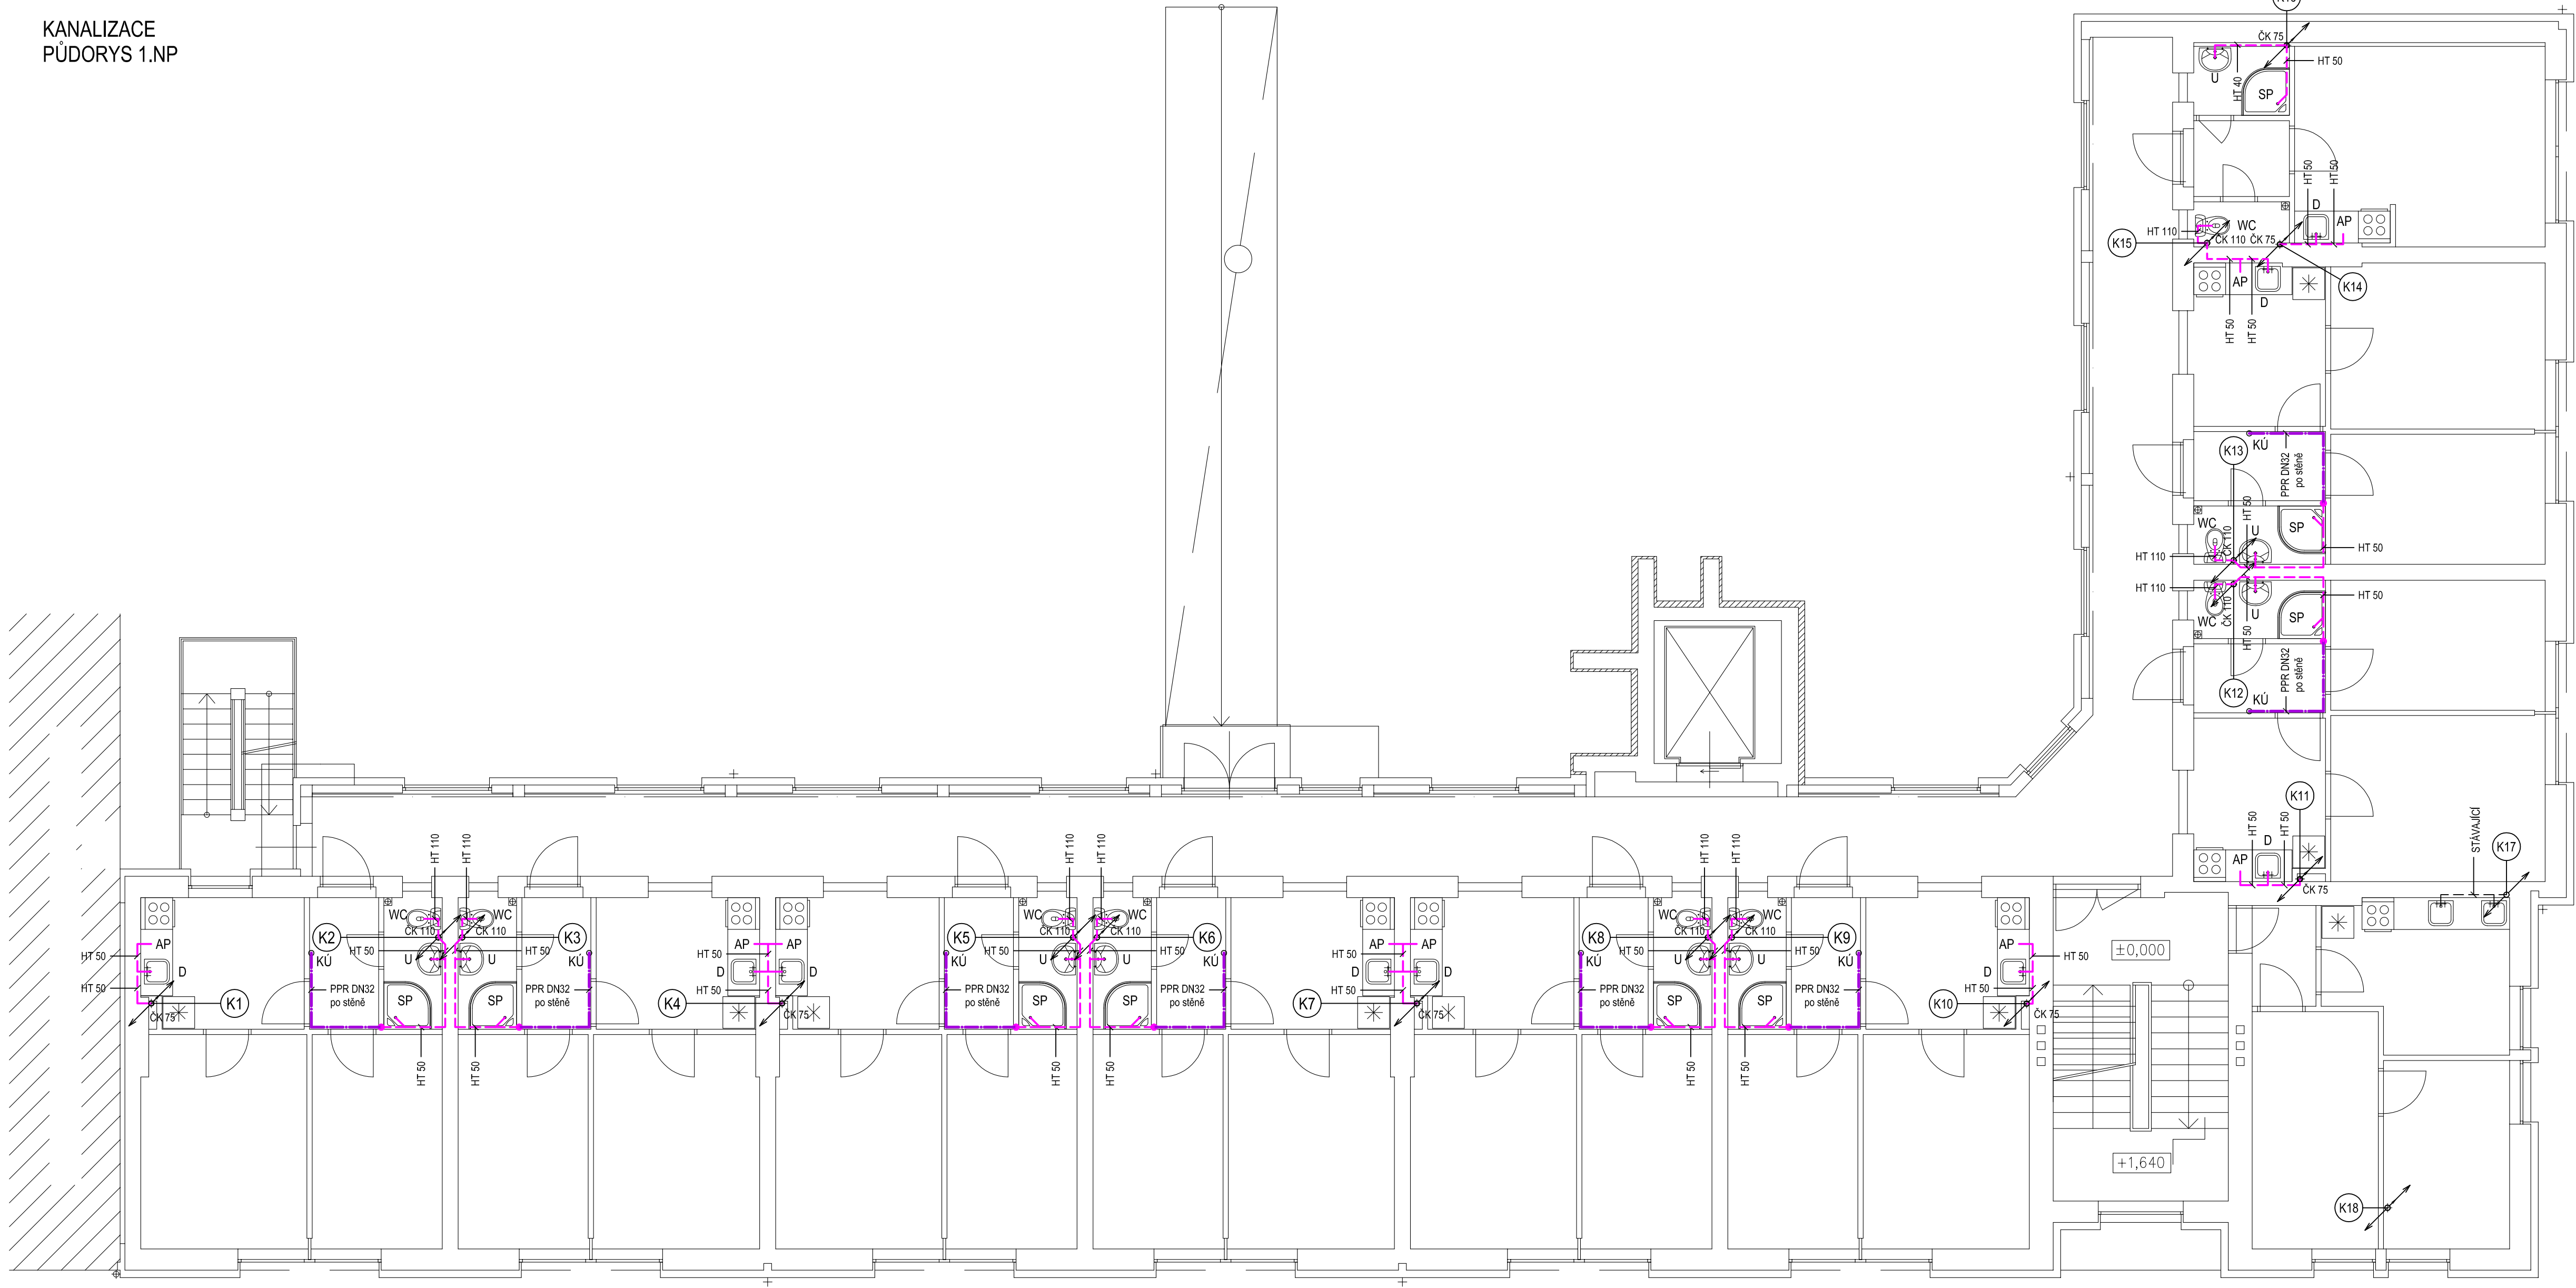 KANALIZACE
PŮDORYS 1.NP
ČK 75
HT 50
U
HT 40
SP
HT 50
HT 50
D
AP
WC
HT 110
K15
ČK 110
ČK 75
K14
AP
D
HT 50
HT 50
K13
KÚ
PPR DN32
po stěně
HT 50
WC
ČK 110
U
SP
HT 110
HT 50
HT 110
HT 50
WC
ČK 110
U
SP
HT 50
PPR DN32
po stěně
K12
KÚ
K11
HT 50
HT 50
AP
D
ČK 75
STÁVAJÍCÍ
K17
HT 110
HT 110
HT 110
HT 110
HT 110
HT 110
HT 50
AP
D
HT 50
K1
ČK 75
K2
KÚ
PPR DN32
po stěně
WC
ČK 110
HT 50
U
SP
HT 50
WC
ČK 110
HT 50
U
SP
HT 50
K3
KÚ
PPR DN32
po stěně
AP
AP
HT 50
D
D
HT 50
K4
ČK 75
K5
KÚ
PPR DN32
po stěně
WC
ČK 110
HT 50
U
SP
HT 50
WC
ČK 110
HT 50
U
SP
HT 50
K6
KÚ
PPR DN32
po stěně
AP
AP
HT 50
D
D
HT 50
K7
ČK 75
K8
KÚ
PPR DN32
po stěně
WC
ČK 110
HT 50
U
SP
HT 50
WC
ČK 110
HT 50
U
SP
HT 50
K9
KÚ
PPR DN32
po stěně
AP
HT 50
D
HT 50
K10
ČK 75
±0,000
+1,640
K18